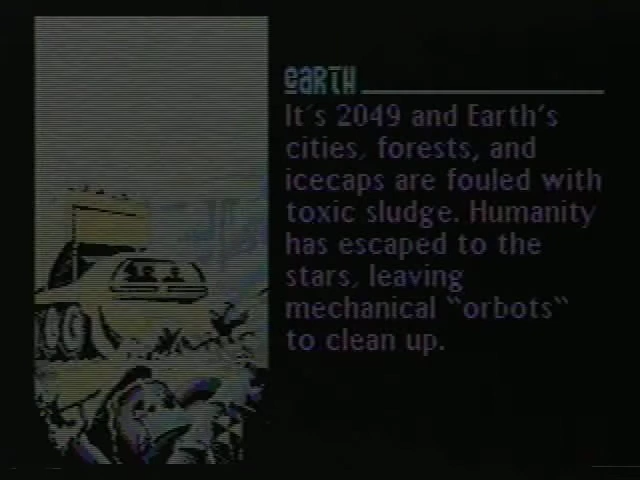 eaRTH
It's 2049 and Earth's
cities, forests, and
icecaps are fouled with
toxic sludge. Humanity
has escaped to the
stars, leaving
mechanical “orbots“
to clean up.